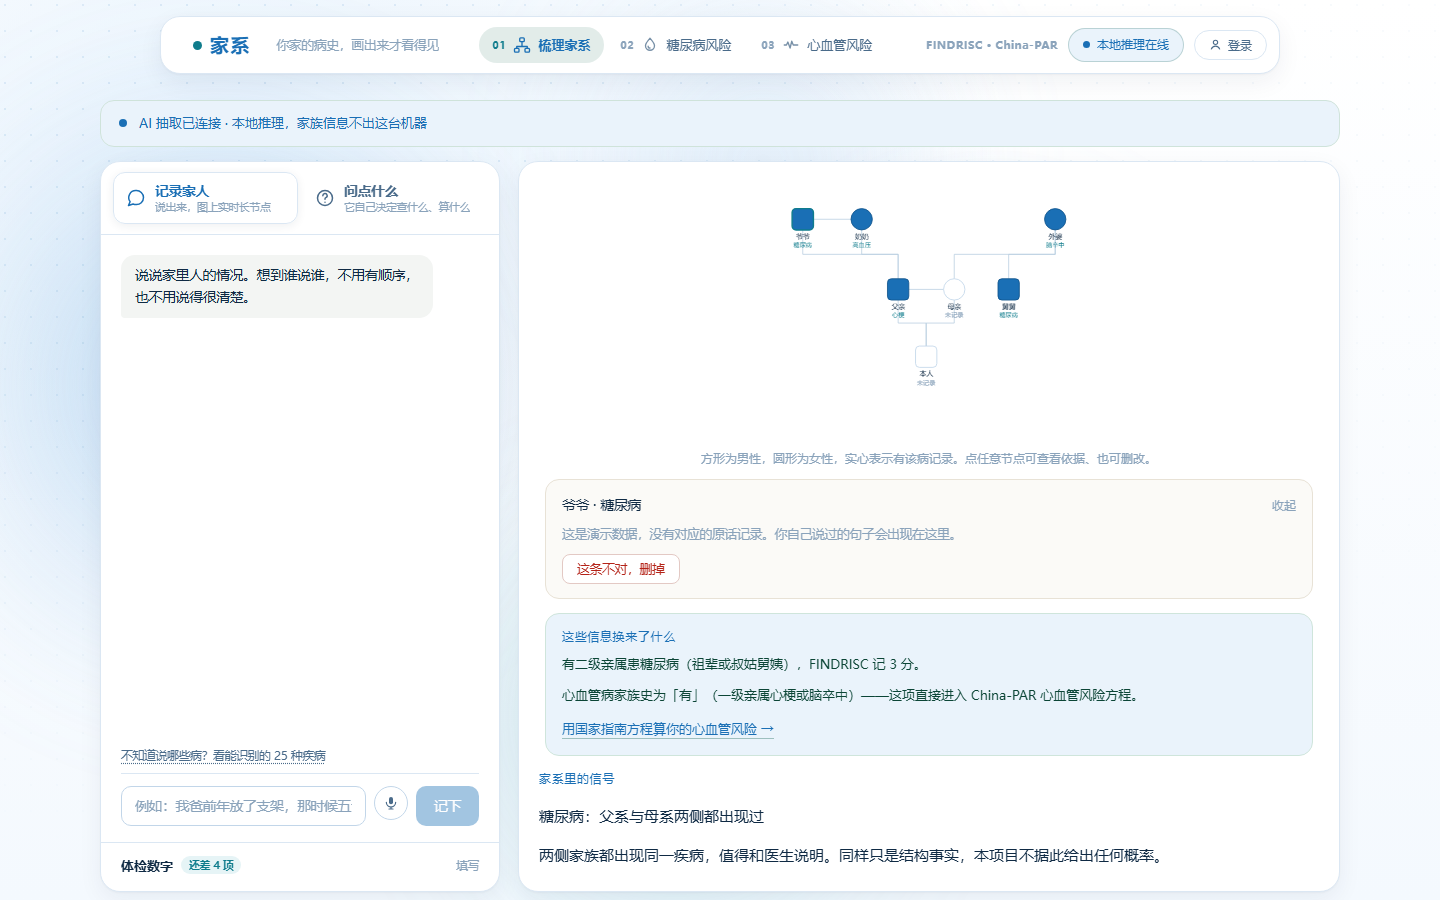 家系
你家的病史，画出来才看得见
01 梳理家系
02 糖尿病风险
03 心血管风险
FINDRISC • China-PAR
本地推理在线
登录
AI 抽取已连接 · 本地推理，家族信息不出这台机器
记录家人
说出来，图上实时长节点
问点什么
它自己决定查什么、算什么
说说家里人的情况。想到谁说谁，不用有顺序，
也不用说得很清楚。
不知道说哪些病？看能识别的 25 种疾病
例如：我爸前年放了支架，那时候五
记下
体检数字 还差 4 项
填写
爷爷
糖尿病
奶奶
高血压
外婆
脑卒中
父亲
心梗
母亲
未记录
舅舅
糖尿病
本人
未记录
方形为男性，圆形为女性，实心表示有该病记录。点任意节点可查看依据、也可删改。
爷爷 · 糖尿病
收起
这是演示数据，没有对应的原话记录。你自己说过的句子会出现在这里。
这条不对，删掉
这些信息换来了什么
有二级亲属患糖尿病（祖辈或叔姑舅姨），FINDRISC 记 3 分。
心血管病家族史为「有」（一级亲属心梗或脑卒中）——这项直接进入 China-PAR 心血管风险方程。
用国家指南方程算你的心血管风险 →
家系里的信号
糖尿病：父系与母系两侧都出现过
两侧家族都出现同一疾病，值得和医生说明。同样只是结构事实，本项目不据此给出任何概率。